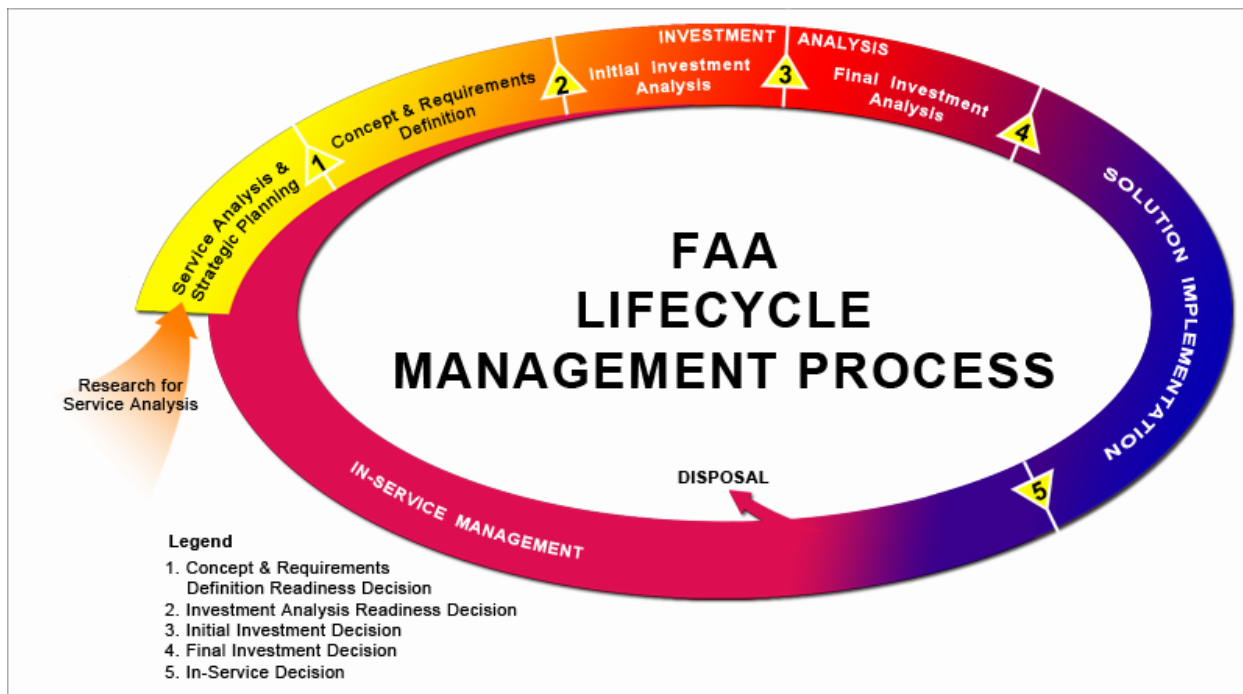 INVESTMENT ANALYSIS
Initial Investment
Analysis
Final Investment
Analysis
Concept & Requirements
Definition
Service Analysis &
Strategic Planning
1
2
3
4
5
SOLUTION IMPLEMENTATION
FAA
LIFECYCLE
MANAGEMENT PROCESS
Research for
Service Analysis
DISPOSAL
IN-SERVICE MANAGEMENT
Legend
1. Concept & Requirements
Definition Readiness Decision
2. Investment Analysis Readiness Decision
3. Initial Investment Decision
4. Final Investment Decision
5. In-Service Decision